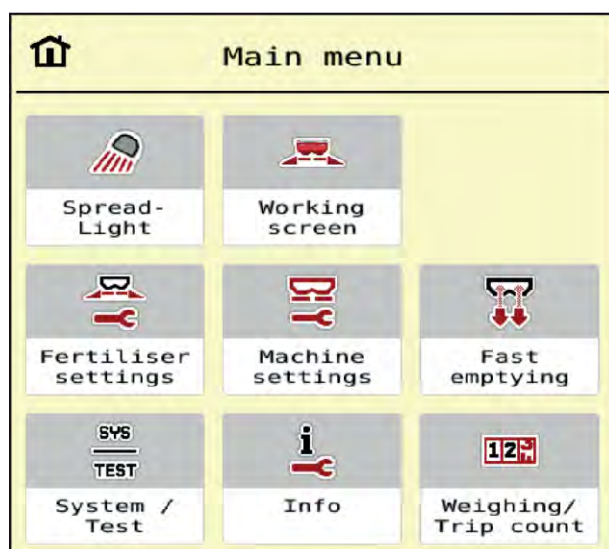 Main menu
Spread-
Light
Working
screen
Fertiliser
settings
Machine
settings
Fast
emptying
SYS
TEST
i
12
System /
Test
Info
Weighing/
Trip count